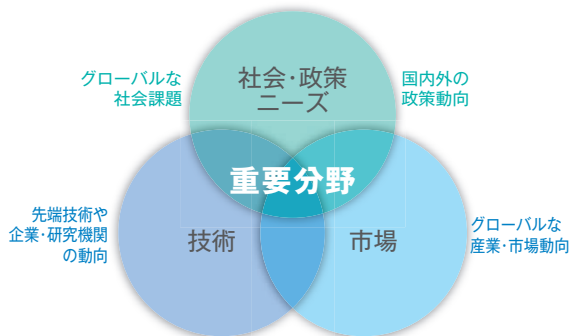 グローバルな
社会課題
社会・政策
ニーズ
国内外の
政策動向
重要分野
先端技術や
企業・研究機関
の動向
技術
市場
グローバルな
産業・市場動向